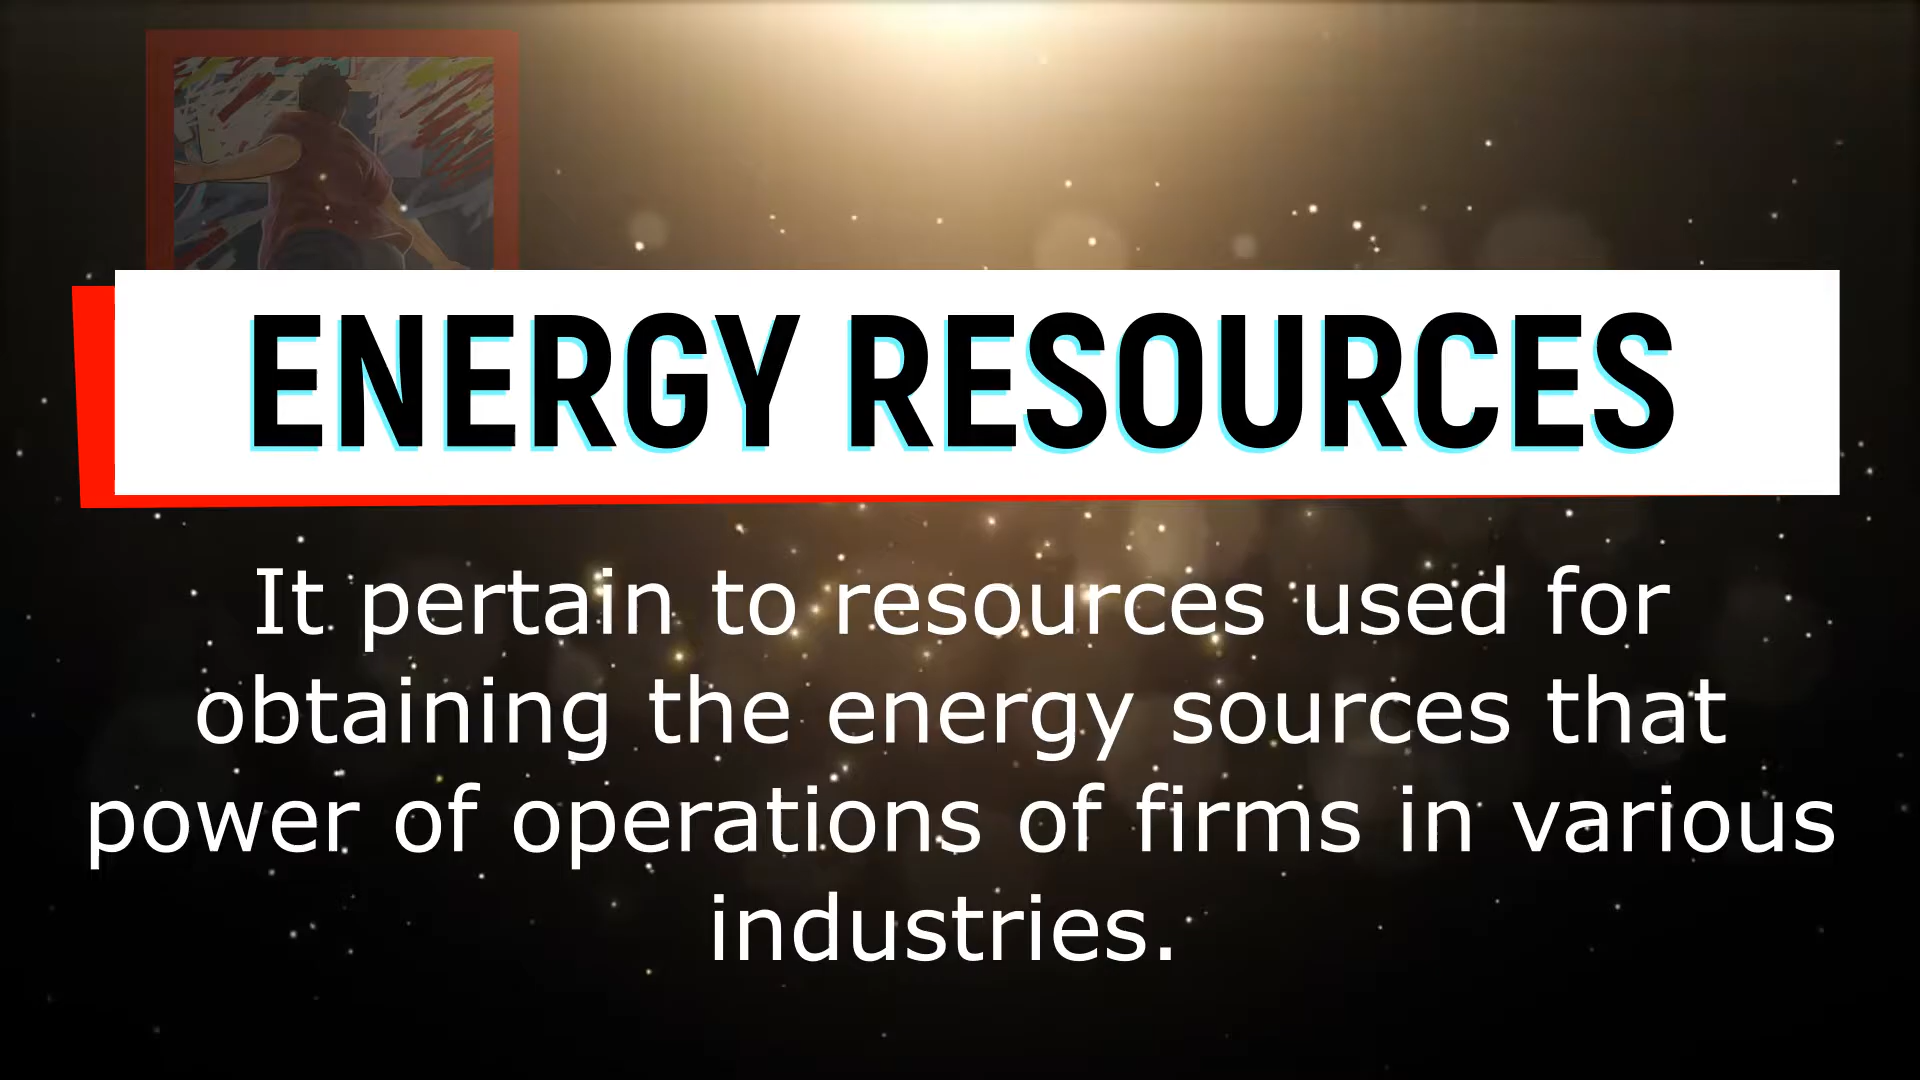 ENERGY RESOURCES
It pertain to resources used for
obtaining the energy sources that
power of operations of firms in various
industries.